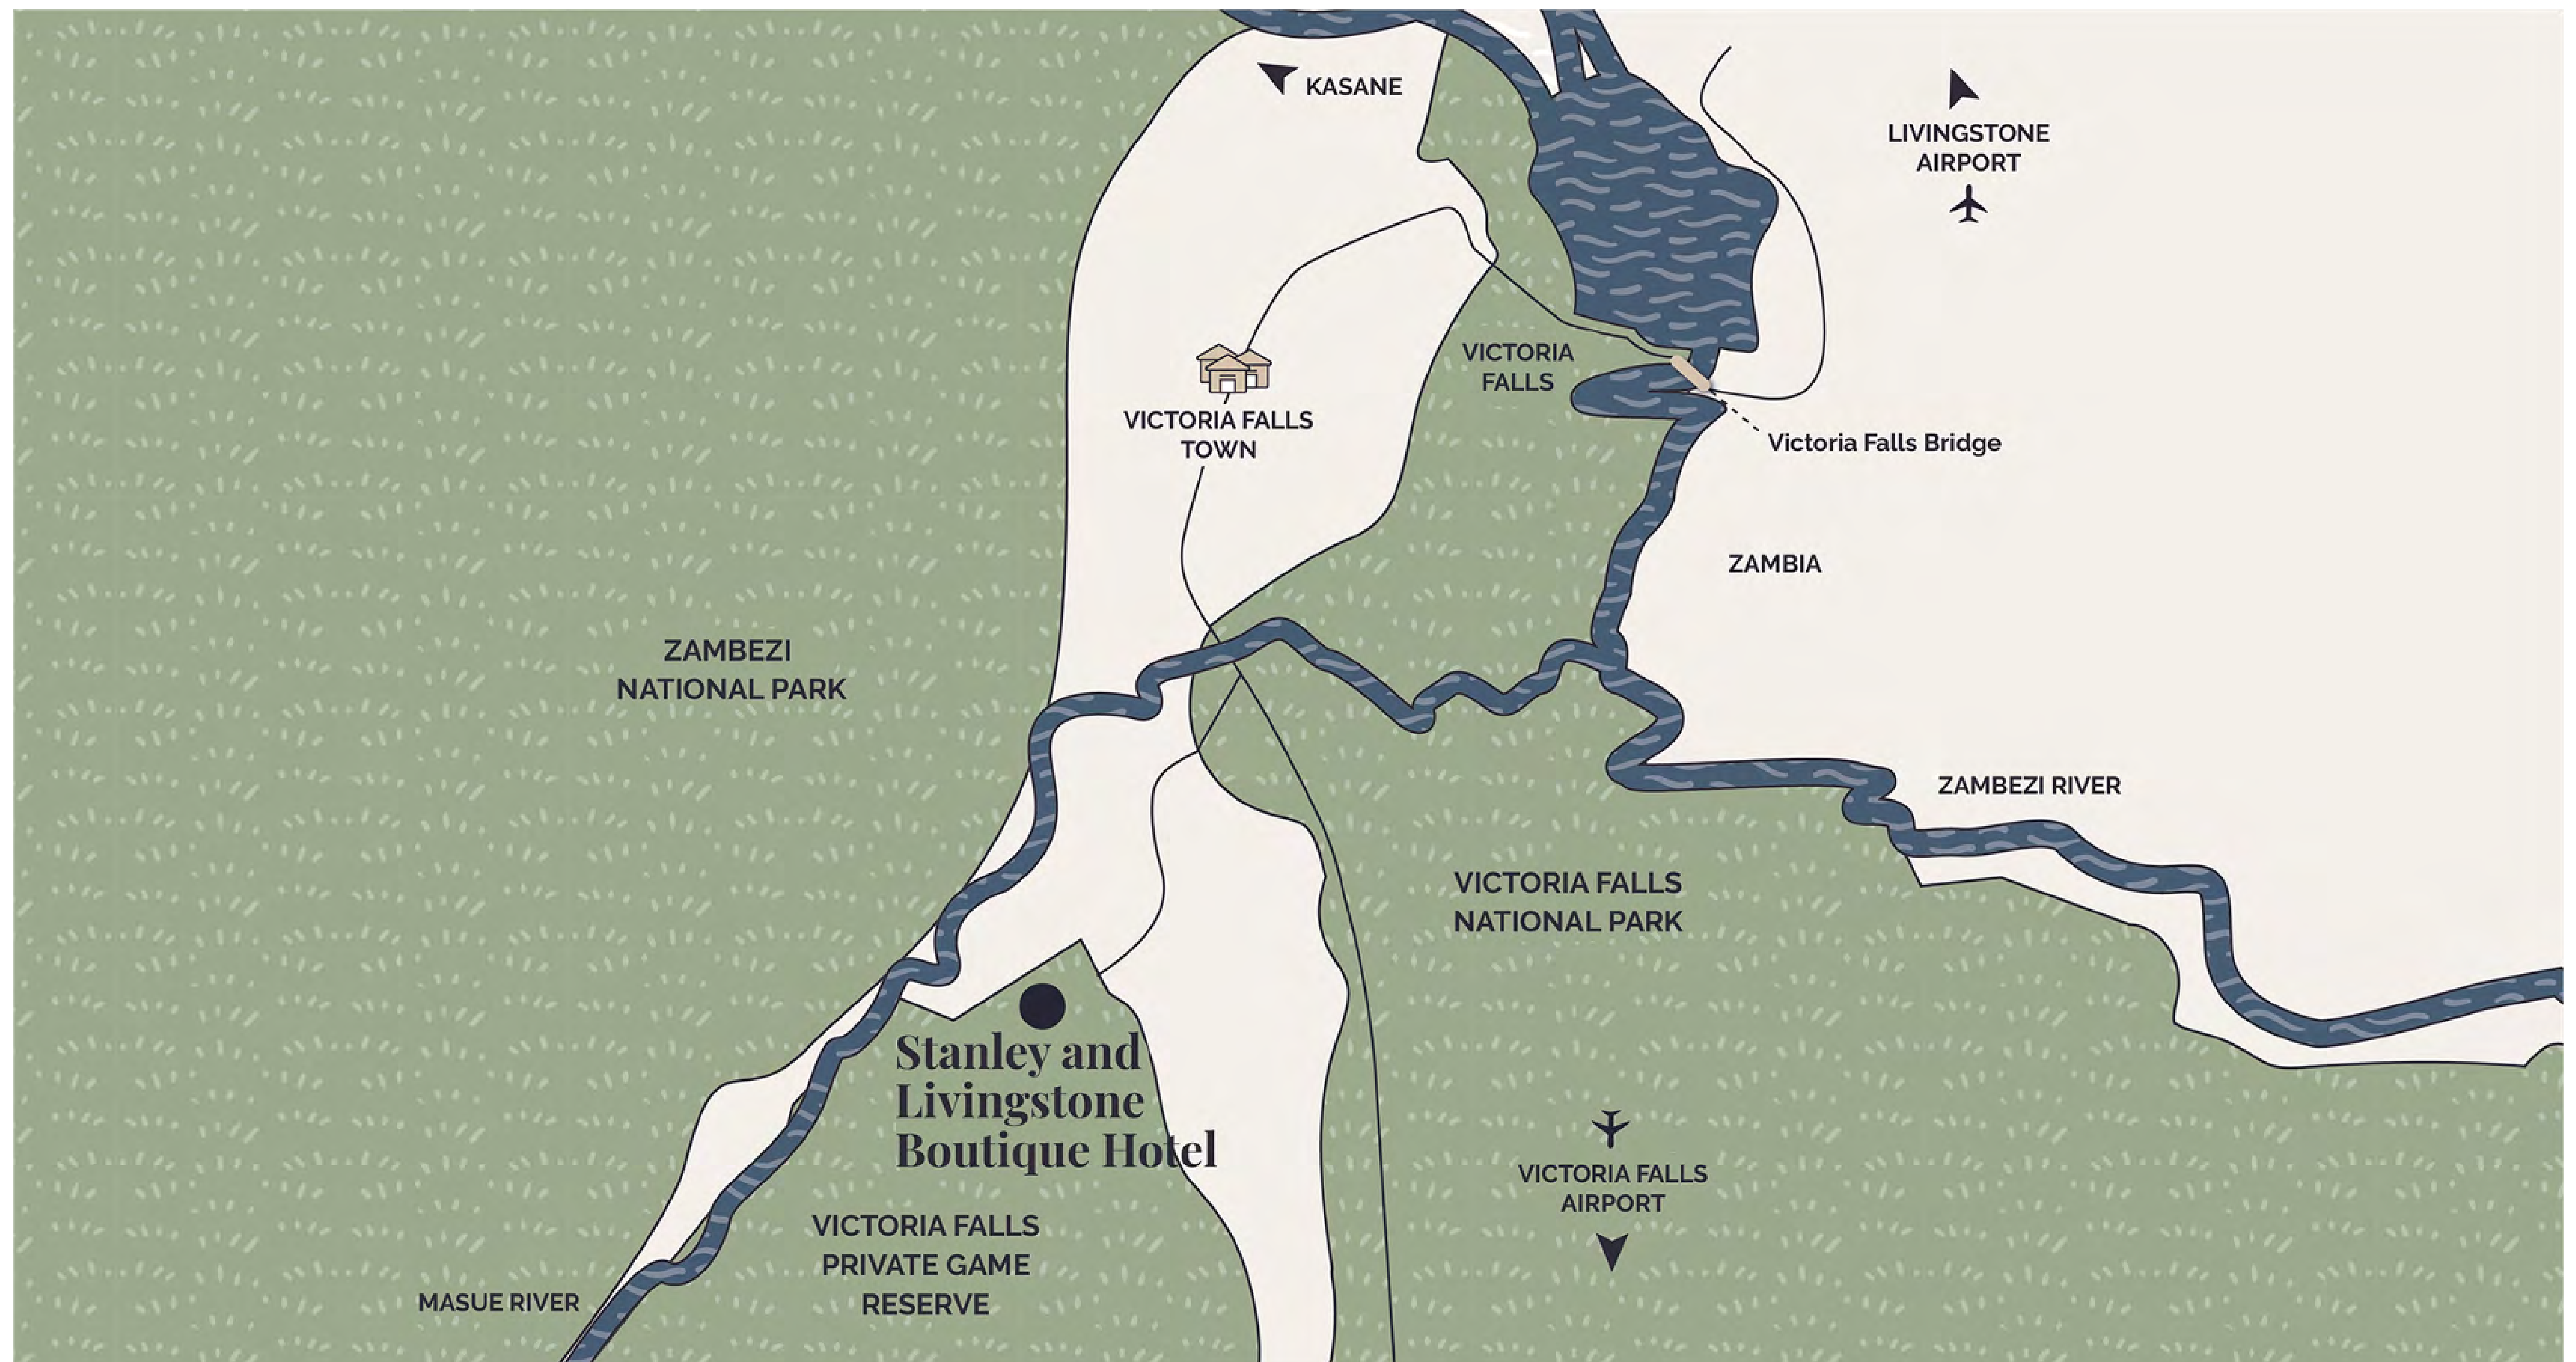 KASANE
LIVINGSTONE
AIRPORT
VICTORIA
FALLS
VICTORIA FALLS
TOWN
Victoria Falls Bridge
ZAMBIA
ZAMBEZI
NATIONAL PARK
ZAMBEZI RIVER
VICTORIA FALLS
NATIONAL PARK
Stanley and
Livingstone
Boutique Hotel
VICTORIA FALLS
AIRPORT
VICTORIA FALLS
PRIVATE GAME
RESERVE
MASUE RIVER